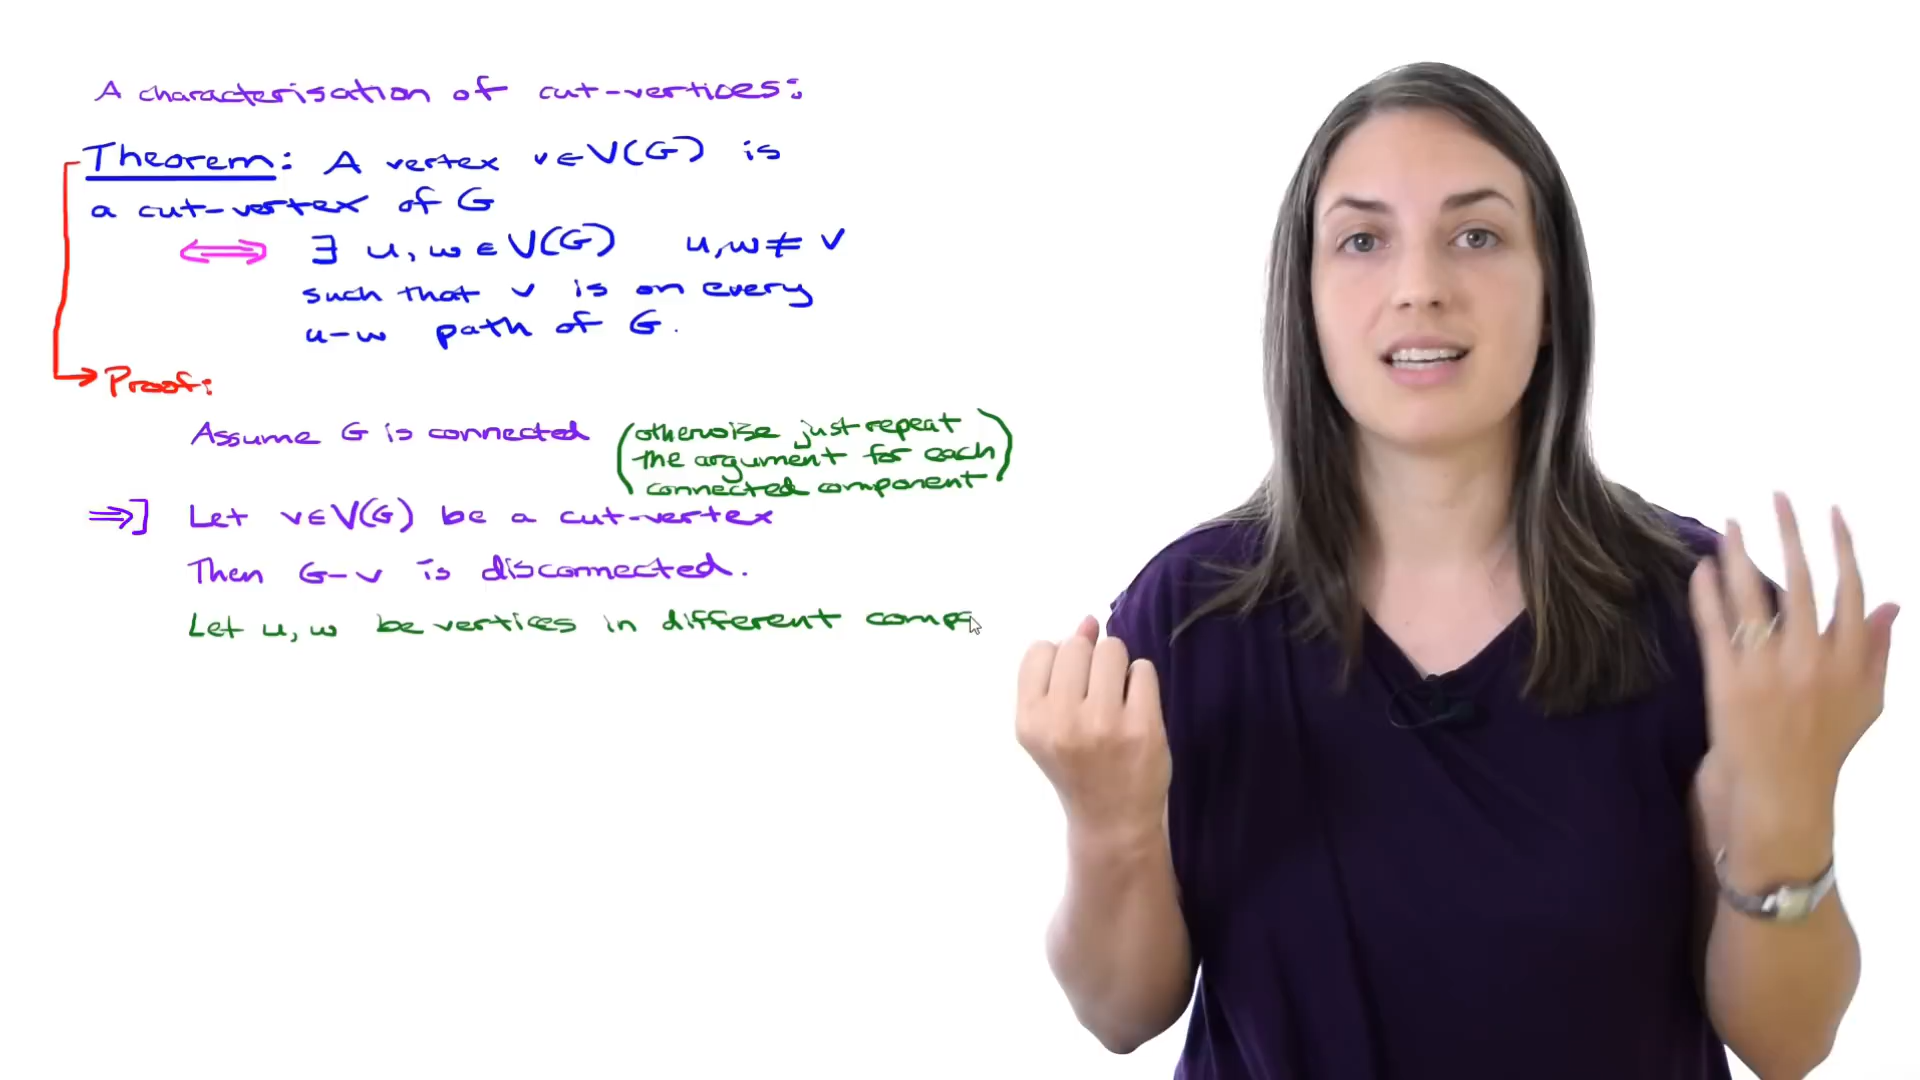 A characterisation of cut-vertices:
Theorem: A vertex v∈V(G) is
a cut-vertex of G
⟺ ∃ u, w ∈ V(G) u, w ≠ v
such that v is on every
u-w path of G.
Proof:
Assume G is connected (otherwise just repeat
the argument for each
connected component)
⇒] Let v∈V(G) be a cut-vertex
Then G-v is disconnected.
Let u, w be vertices in different comp